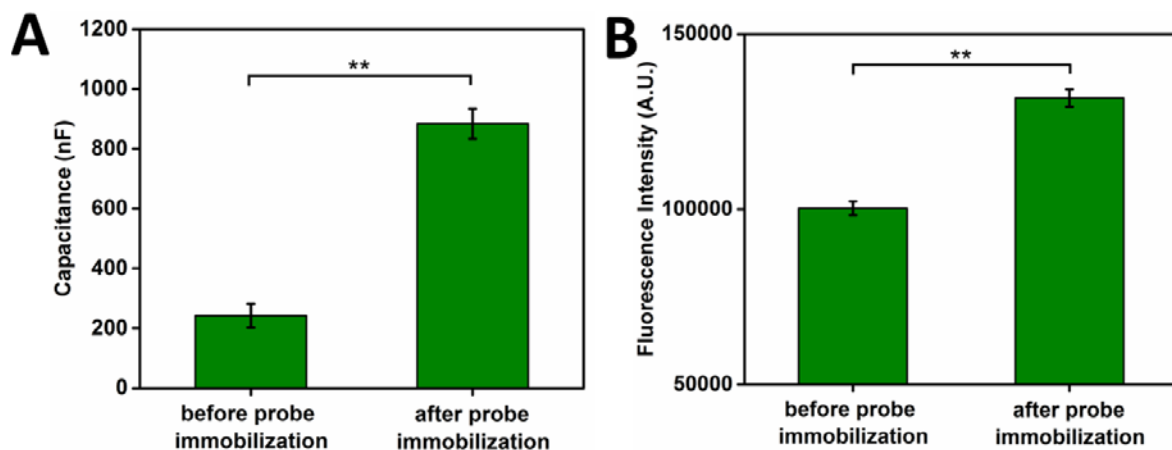 A
Capacitance (nF)
1200
1000
800
600
400
200
0
**
before probe
immobilization
after probe
immobilization
B
Fluorescence Intensity (A.U.)
150000
100000
50000
**
before probe
immobilization
after probe
immobilization